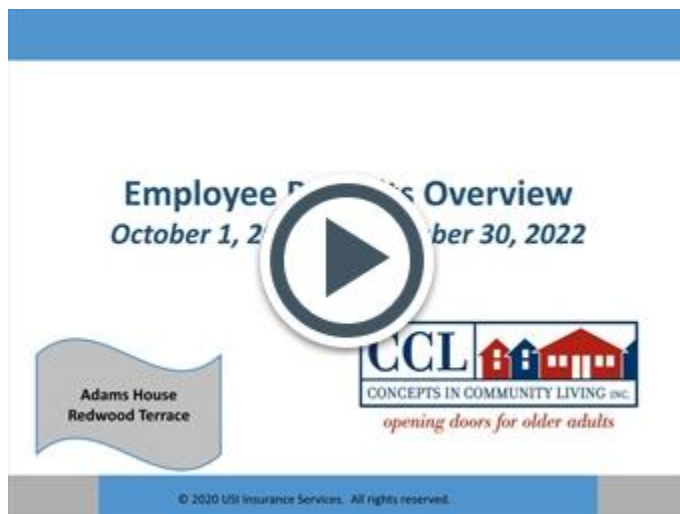 Employee s Overview
October 1, 2 ber 30, 2022
CCL
CONCEPTS IN COMMUNITY LIVING INC.
opening doors for older adults
Adams House
Redwood Terrace
© 2020 USI Insurance Services. All rights reserved.